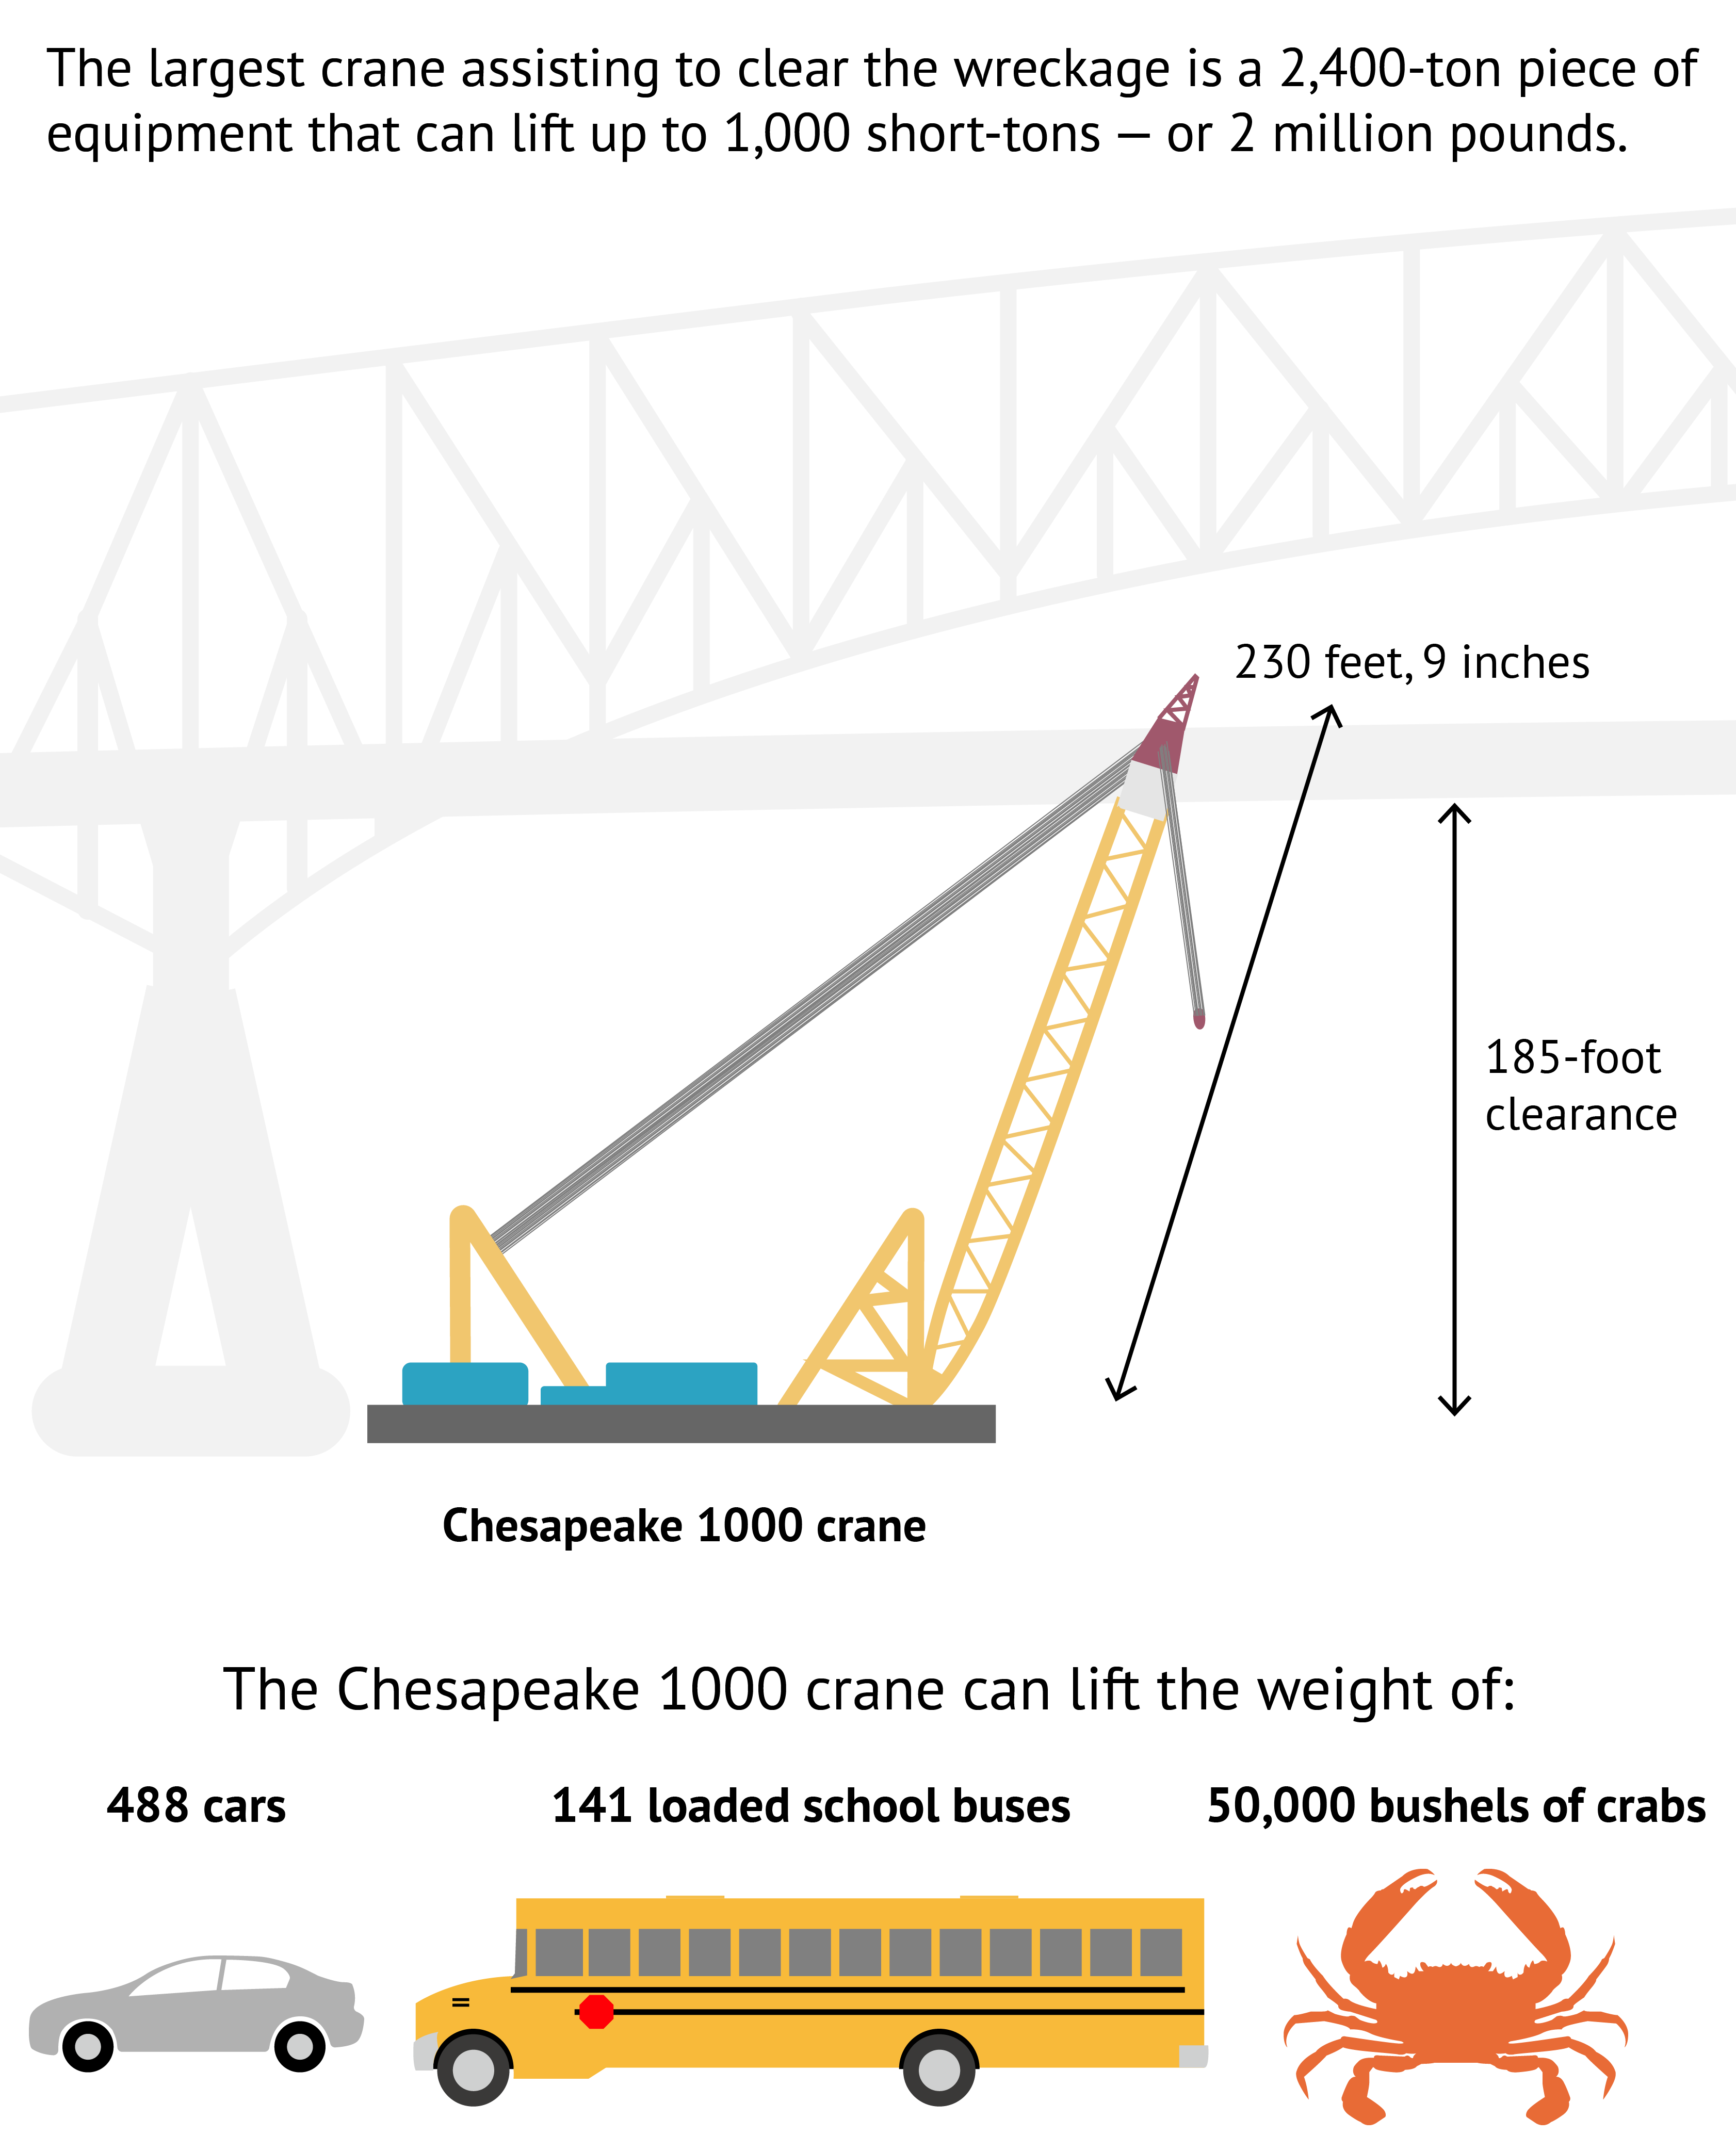 The largest crane assisting to clear the wreckage is a 2,400-ton piece of
equipment that can lift up to 1,000 short-tons — or 2 million pounds.
230 feet, 9 inches
185-foot
clearance
Chesapeake 1000 crane
The Chesapeake 1000 crane can lift the weight of:
488 cars
141 loaded school buses
50,000 bushels of crabs